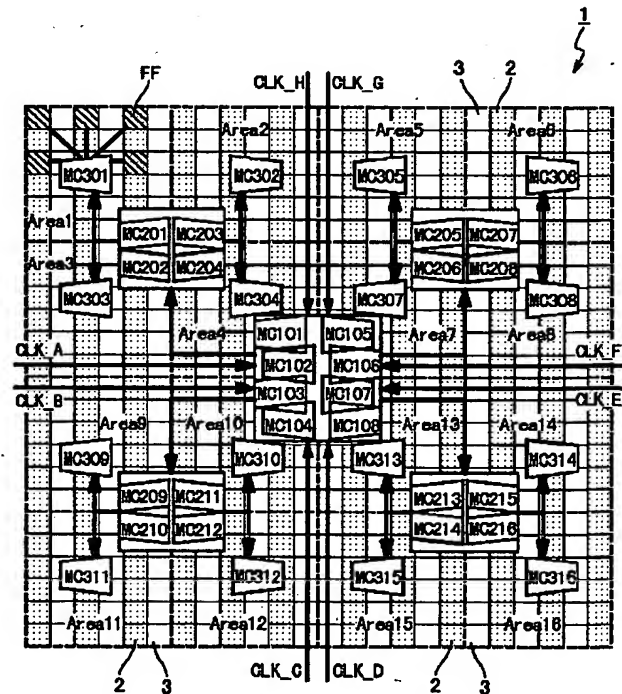 1
FF
CLK_H
CLK_G
3
2
Area2
Area5
Area6
MC301
MC302
MC305
MC306
Area1
MC201
MC203
MC205
MC207
Area3
MC202
MC204
MC206
MC208
MC303
MC304
MC307
MC308
Area4
MC101
MC105
Area7
Area8
CLK_A
MC102
MC106
CLK_F
CLK_B
MC103
MC107
CLK_E
Area9
Area10
MC104
MC108
Area13
Area14
MC309
MC310
MC313
MC314
MC209
MC211
MC213
MC215
MC210
MC212
MC214
MC216
MC311
MC312
MC315
MC316
Area11
Area12
Area15
Area16
2
3
CLK_C
CLK_D
2
3